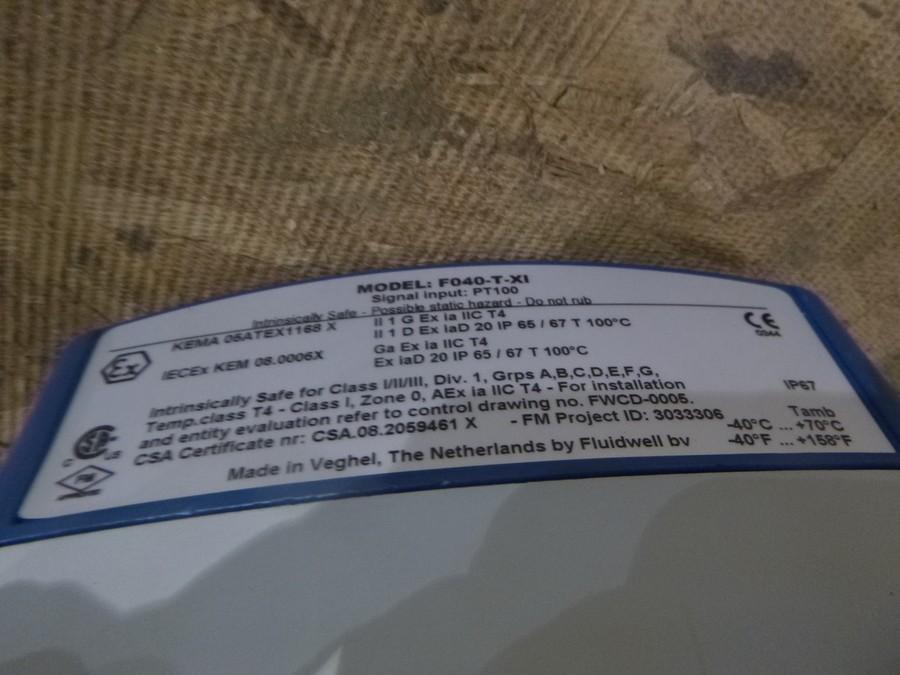 MODEL: F040-T-XI
Signal input: PT100
Intrinsically Safe - Possible static hazard - Do not rub
KEMA 05ATEX1168 X
II 1 G Ex ia IIC T4
II 1 D Ex iaD 20 IP 65 / 67 T 100°C
CE
0344
Ex
IECEx KEM 08.0006X
Ga Ex ia IIC T4
Ex iaD 20 IP 65 / 67 T 100°C
Intrinsically Safe for Class I/II/III, Div. 1, Grps A,B,C,D,E,F,G,
Temp.class T4 - Class I, Zone 0, AEx ia IIC T4 - For installation
and entity evaluation refer to control drawing no. FWCD-0005.
CSA Certificate nr: CSA.08.2059461 X - FM Project ID: 3033306
IP67
Tamb
-40°C ...+70°C
-40°F ...+158°F
C US
FM
Made in Veghel, The Netherlands by Fluidwell bv